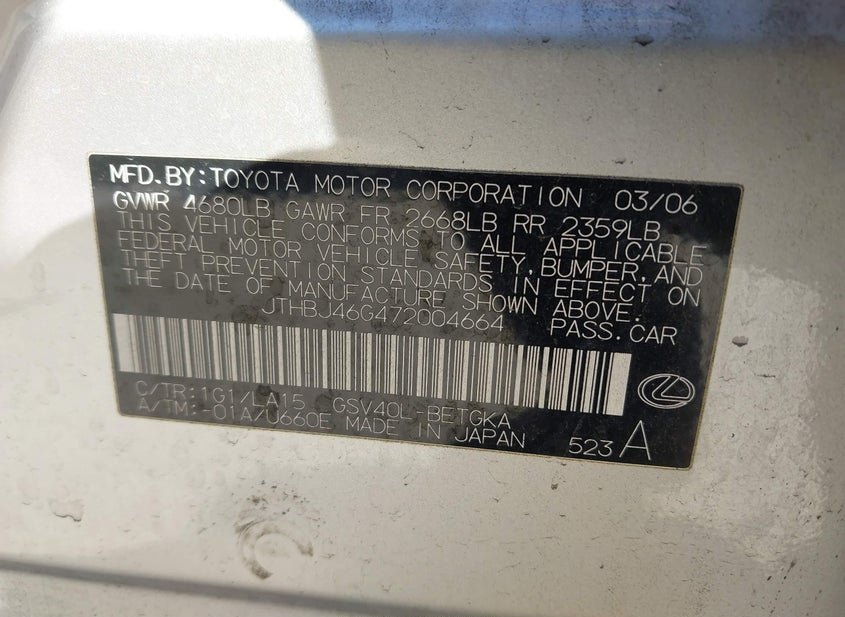 MFD.BY:TOYOTA MOTOR CORPORATION 03/06
GVWR 4680LB GAWR FR 2668LB RR 2359LB
THIS VEHICLE CONFORMS TO ALL APPLICABLE
FEDERAL MOTOR VEHICLE SAFETY,BUMPER,AND
THEFT PREVENTION STANDARDS IN EFFECT ON
THE DATE OF MANUFACTURE SHOWN ABOVE.
JTHBJ46G472004664 PASS.CAR
C/TR:1G1/LA15 GSV40L-BETGKA
A/TM:-01A/U660E MADE IN JAPAN 523 A